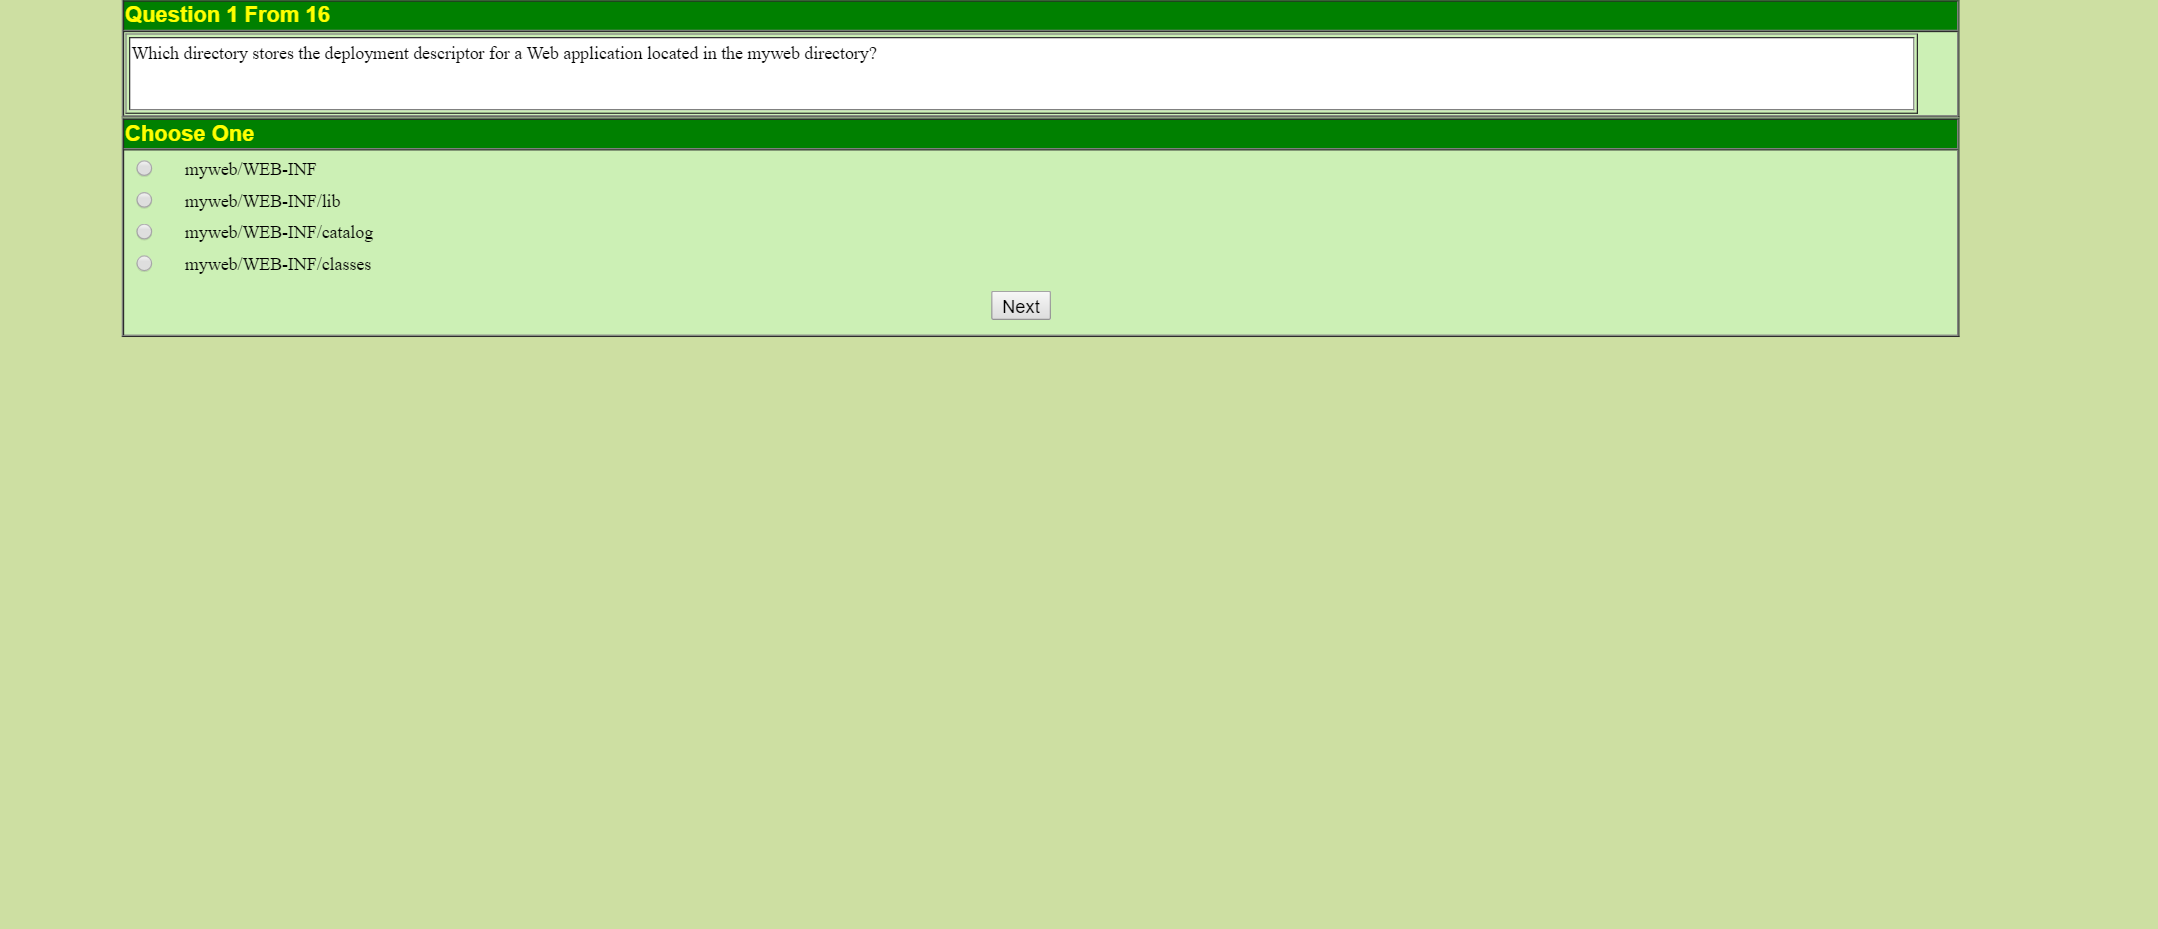 Question 1 From 16
Which directory stores the deployment descriptor for a Web application located in the myweb directory?
Choose One
myweb/WEB-INF
myweb/WEB-INF/lib
myweb/WEB-INF/catalog
myweb/WEB-INF/classes
Next